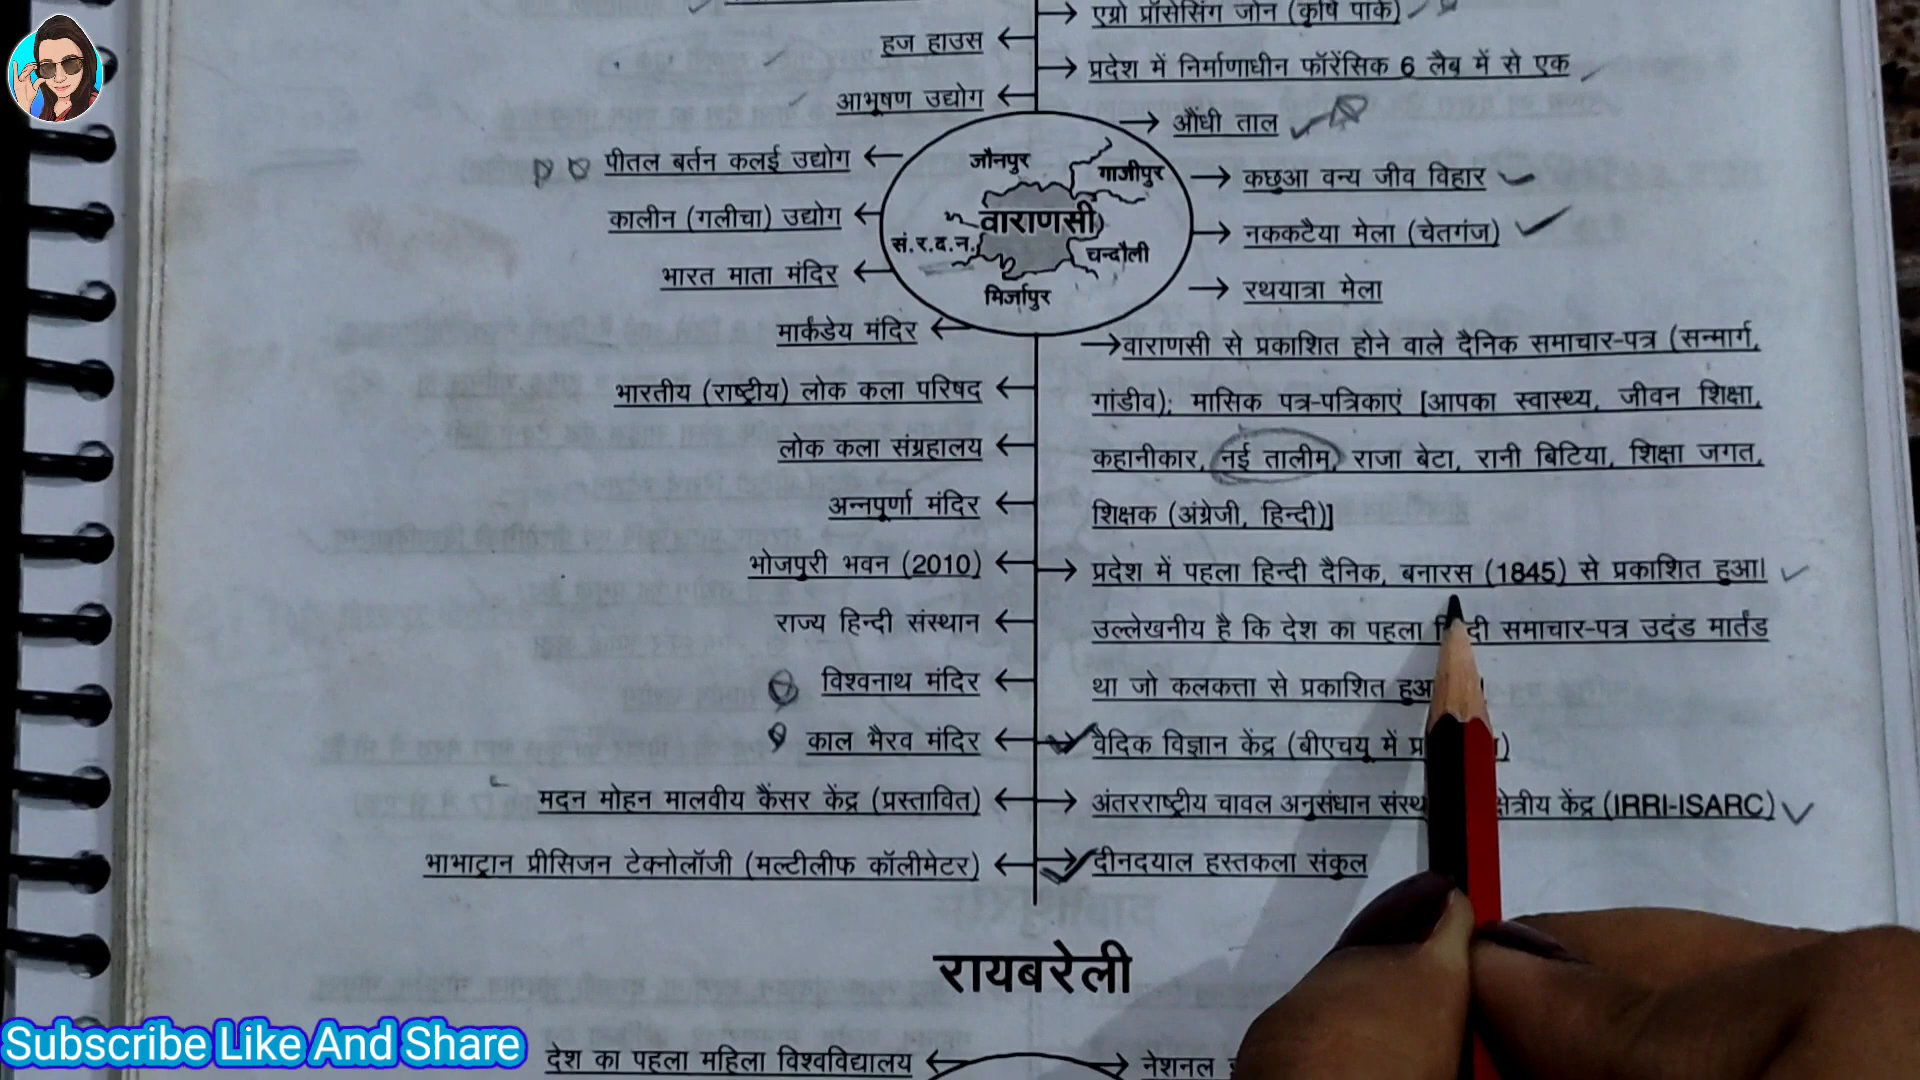 एग्रो प्रॉसेसिंग जोन (कृषि पार्क)
हज हाउस
प्रदेश में निर्माणाधीन फॉरेंसिक 6 लैब में से एक
आभूषण उद्योग
औंधी ताल
पीतल बर्तन कलई उद्योग
जौनपुर
गाजीपुर
कछुआ वन्य जीव विहार
कालीन (गलीचा) उद्योग
वाराणसी
नककटैया मेला (चेतगंज)
सं.र.द.न.
चन्दौली
भारत माता मंदिर
मिर्जापुर
रथयात्रा मेला
मार्कंडेय मंदिर
वाराणसी से प्रकाशित होने वाले दैनिक समाचार-पत्र (सन्मार्ग,
भारतीय (राष्ट्रीय) लोक कला परिषद
गांडीव); मासिक पत्र-पत्रिकाएं [आपका स्वास्थ्य, जीवन शिक्षा,
लोक कला संग्रहालय
कहानीकार, नई तालीम, राजा बेटा, रानी बिटिया, शिक्षा जगत,
अन्नपूर्णा मंदिर
शिक्षक (अंग्रेजी, हिन्दी)]
भोजपुरी भवन (2010)
प्रदेश में पहला हिन्दी दैनिक, बनारस (1845) से प्रकाशित हुआ।
राज्य हिन्दी संस्थान
उल्लेखनीय है कि देश का पहला हिन्दी समाचार-पत्र उदंड मार्तंड
विश्वनाथ मंदिर
था जो कलकत्ता से प्रकाशित
काल भैरव मंदिर
वैदिक विज्ञान केंद्र (बीएचयू में
मदन मोहन मालवीय कैंसर केंद्र (प्रस्तावित)
अंतरराष्ट्रीय चावल अनुसंधान क्षेत्रीय केंद्र (IRRI-ISARC)
भाभाट्रान प्रीसिजन टेक्नोलॉजी (मल्टीलीफ कॉलीमेटर)
दीनदयाल हस्तकला संकुल
रायबरेली
Subscribe Like And Share
देश का पहला महिला विश्वविद्यालय
नेशनल